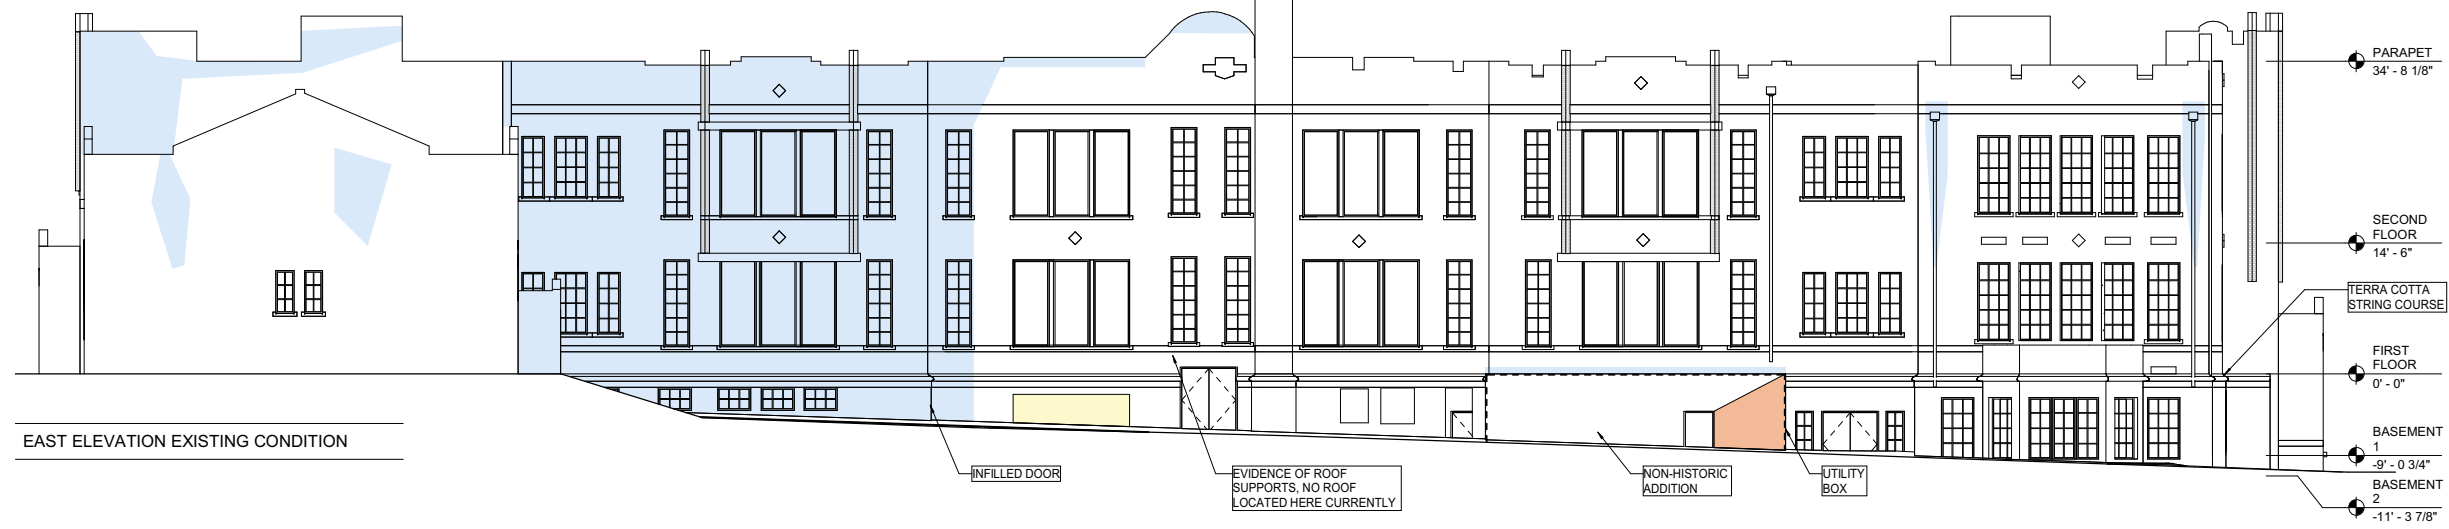 PARAPET
34' - 8 1/8"
SECOND
FLOOR
14' - 6"
TERRA COTTA
STRING COURSE
FIRST
FLOOR
0' - 0"
BASEMENT
1
-9' - 0 3/4"
BASEMENT
2
-11' - 3 7/8"
EAST ELEVATION EXISTING CONDITION
INFILLED DOOR
EVIDENCE OF ROOF
SUPPORTS, NO ROOF
LOCATED HERE CURRENTLY
NON-HISTORIC
ADDITION
UTILITY
BOX